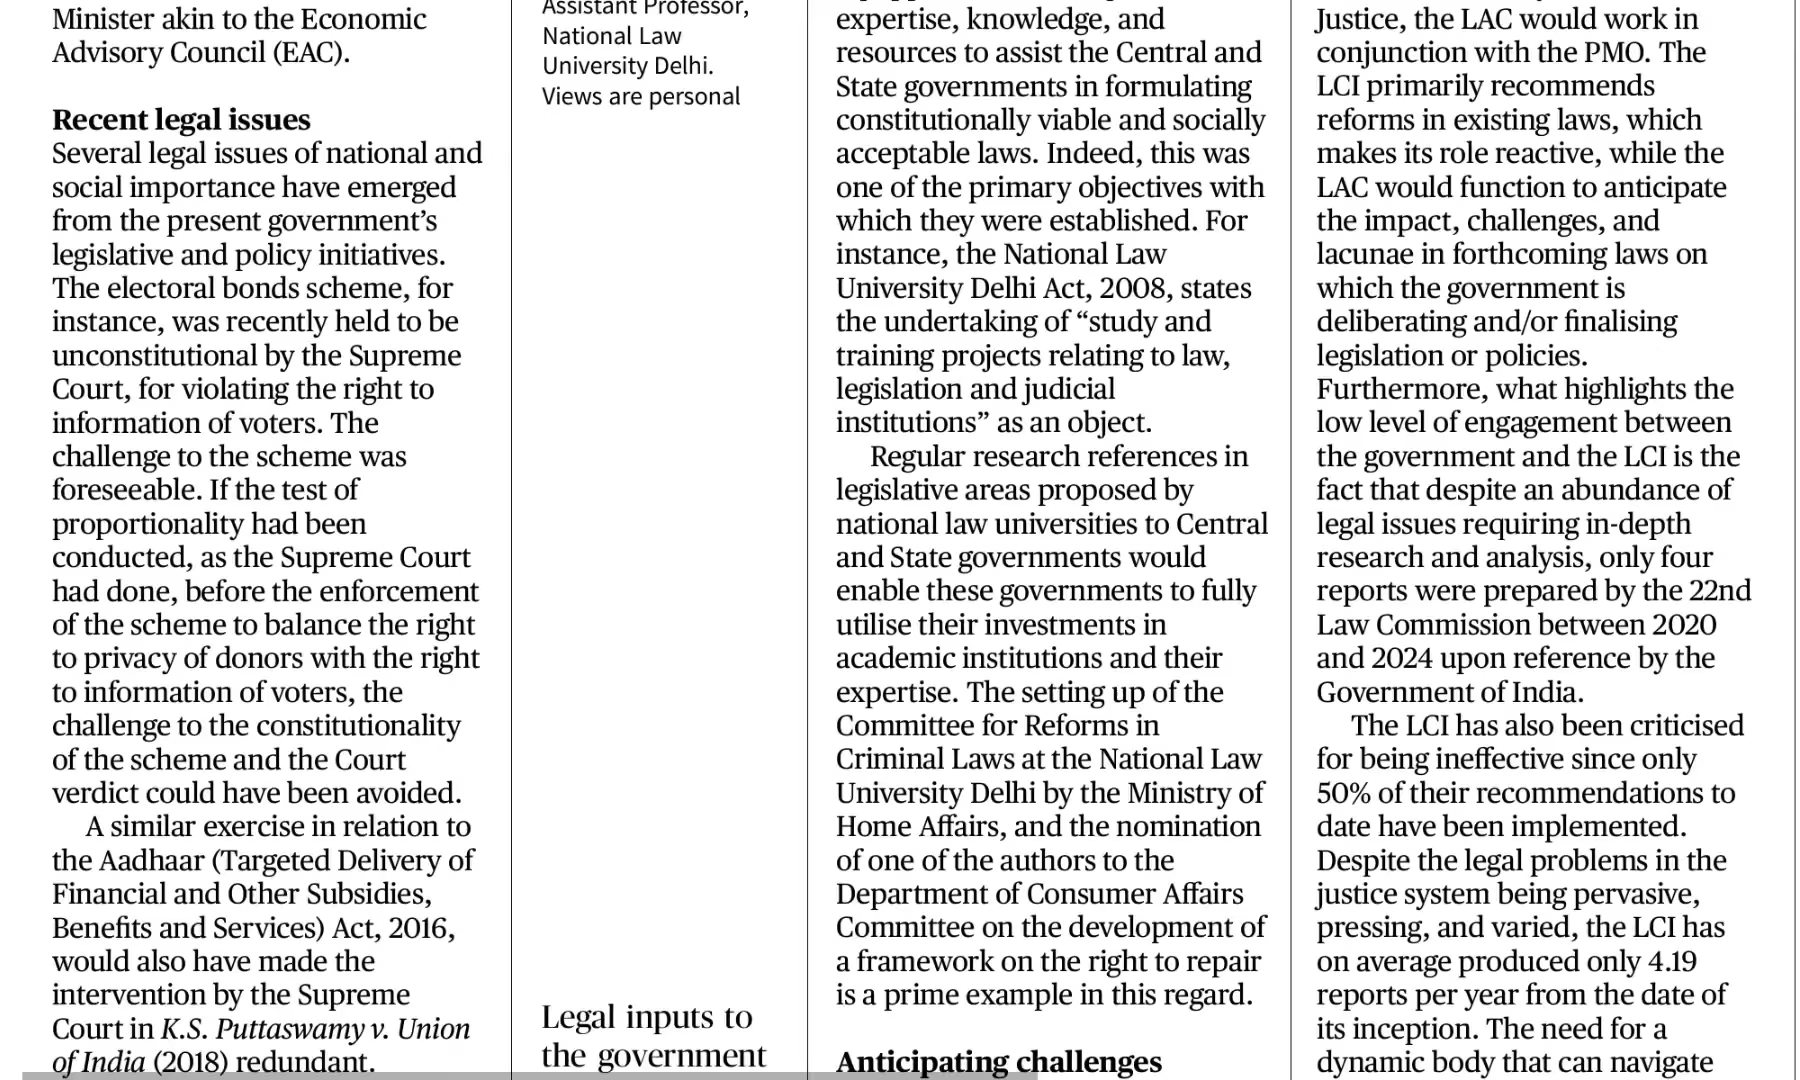 Minister akin to the Economic
Advisory Council (EAC).
Recent legal issues
Several legal issues of national and
social importance have emerged
from the present government’s
legislative and policy initiatives.
The electoral bonds scheme, for
instance, was recently held to be
unconstitutional by the Supreme
Court, for violating the right to
information of voters. The
challenge to the scheme was
foreseeable. If the test of
proportionality had been
conducted, as the Supreme Court
had done, before the enforcement
of the scheme to balance the right
to privacy of donors with the right
to information of voters, the
challenge to the constitutionality
of the scheme and the Court
verdict could have been avoided.
A similar exercise in relation to
the Aadhaar (Targeted Delivery of
Financial and Other Subsidies,
Benefits and Services) Act, 2016,
would also have made the
intervention by the Supreme
Court in K.S. Puttaswamy v. Union
of India (2018) redundant.
Assistant Professor,
National Law
University Delhi.
Views are personal
Legal inputs to
the government
expertise, knowledge, and
resources to assist the Central and
State governments in formulating
constitutionally viable and socially
acceptable laws. Indeed, this was
one of the primary objectives with
which they were established. For
instance, the National Law
University Delhi Act, 2008, states
the undertaking of “study and
training projects relating to law,
legislation and judicial
institutions” as an object.
Regular research references in
legislative areas proposed by
national law universities to Central
and State governments would
enable these governments to fully
utilise their investments in
academic institutions and their
expertise. The setting up of the
Committee for Reforms in
Criminal Laws at the National Law
University Delhi by the Ministry of
Home Affairs, and the nomination
of one of the authors to the
Department of Consumer Affairs
Committee on the development of
a framework on the right to repair
is a prime example in this regard.
Anticipating challenges
Justice, the LAC would work in
conjunction with the PMO. The
LCI primarily recommends
reforms in existing laws, which
makes its role reactive, while the
LAC would function to anticipate
the impact, challenges, and
lacunae in forthcoming laws on
which the government is
deliberating and/or finalising
legislation or policies.
Furthermore, what highlights the
low level of engagement between
the government and the LCI is the
fact that despite an abundance of
legal issues requiring in-depth
research and analysis, only four
reports were prepared by the 22nd
Law Commission between 2020
and 2024 upon reference by the
Government of India.
The LCI has also been criticised
for being ineffective since only
50% of their recommendations to
date have been implemented.
Despite the legal problems in the
justice system being pervasive,
pressing, and varied, the LCI has
on average produced only 4.19
reports per year from the date of
its inception. The need for a
dynamic body that can navigate